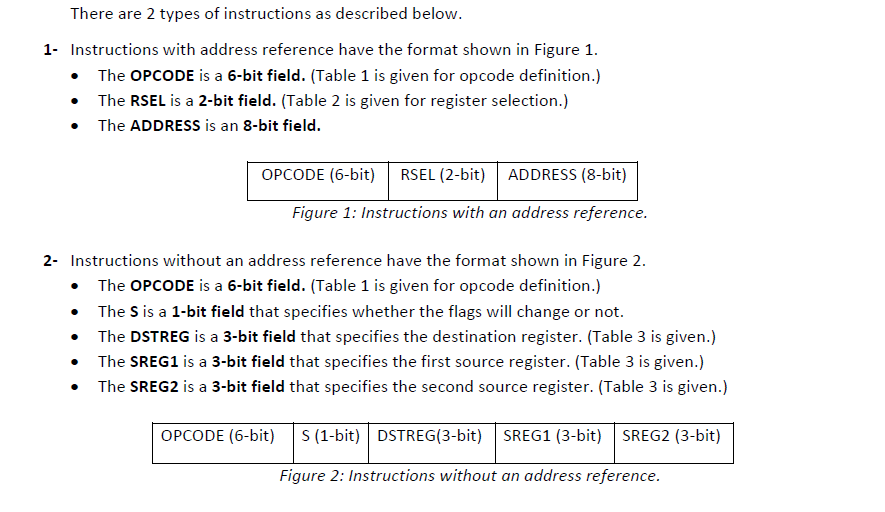 There are 2 types of instructions as described below.
1- Instructions with address reference have the format shown in Figure 1.
• The OPCODE is a 6-bit field. (Table 1 is given for opcode definition.)
• The RSEL is a 2-bit field. (Table 2 is given for register selection.)
• The ADDRESS is an 8-bit field.
OPCODE (6-bit) RSEL (2-bit) ADDRESS (8-bit)
Figure 1: Instructions with an address reference.
2- Instructions without an address reference have the format shown in Figure 2.
• The OPCODE is a 6-bit field. (Table 1 is given for opcode definition.)
• The S is a 1-bit field that specifies whether the flags will change or not.
• The DSTREG is a 3-bit field that specifies the destination register. (Table 3 is given.)
• The SREG1 is a 3-bit field that specifies the first source register. (Table 3 is given.)
• The SREG2 is a 3-bit field that specifies the second source register. (Table 3 is given.)
OPCODE (6-bit) S (1-bit) DSTREG(3-bit) SREG1 (3-bit) SREG2 (3-bit)
Figure 2: Instructions without an address reference.